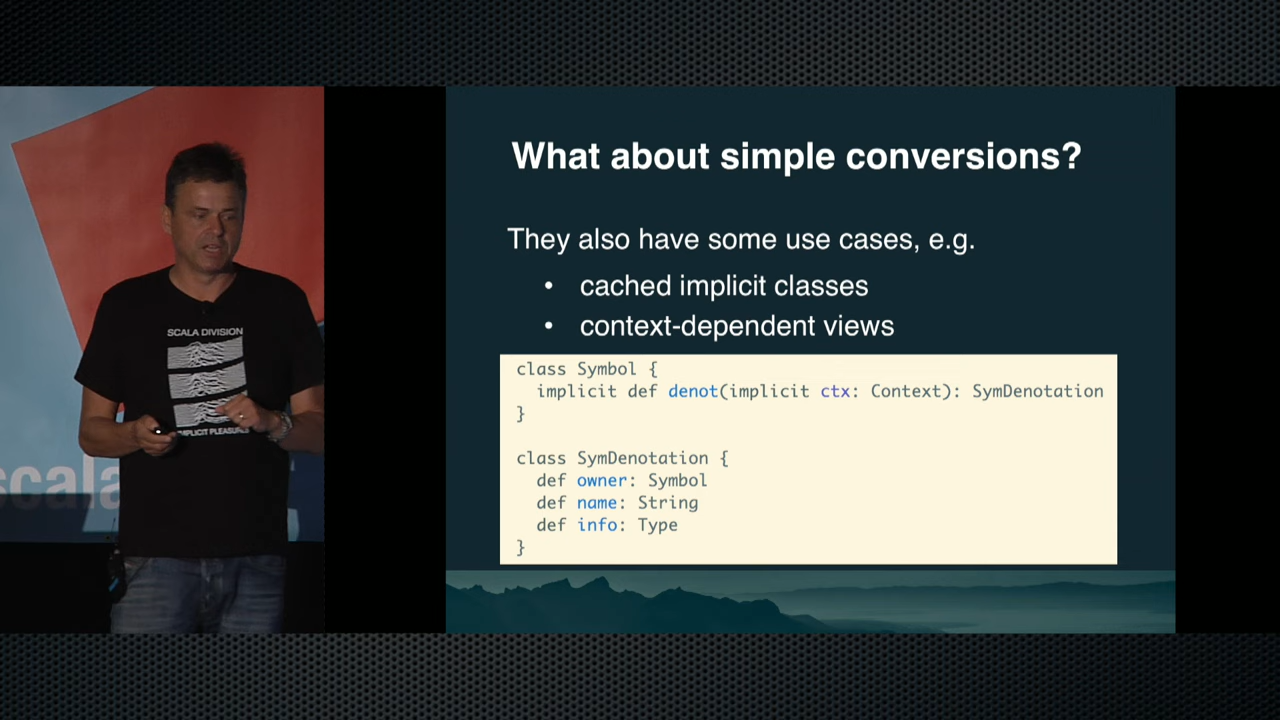 What about simple conversions?
They also have some use cases, e.g.
• cached implicit classes
• context-dependent views
class Symbol {
  implicit def denot(implicit ctx: Context): SymDenotation
}
class SymDenotation {
  def owner: Symbol
  def name: String
  def info: Type
}
SCALA DIVISION
IMPLICIT PLEASURES
scala